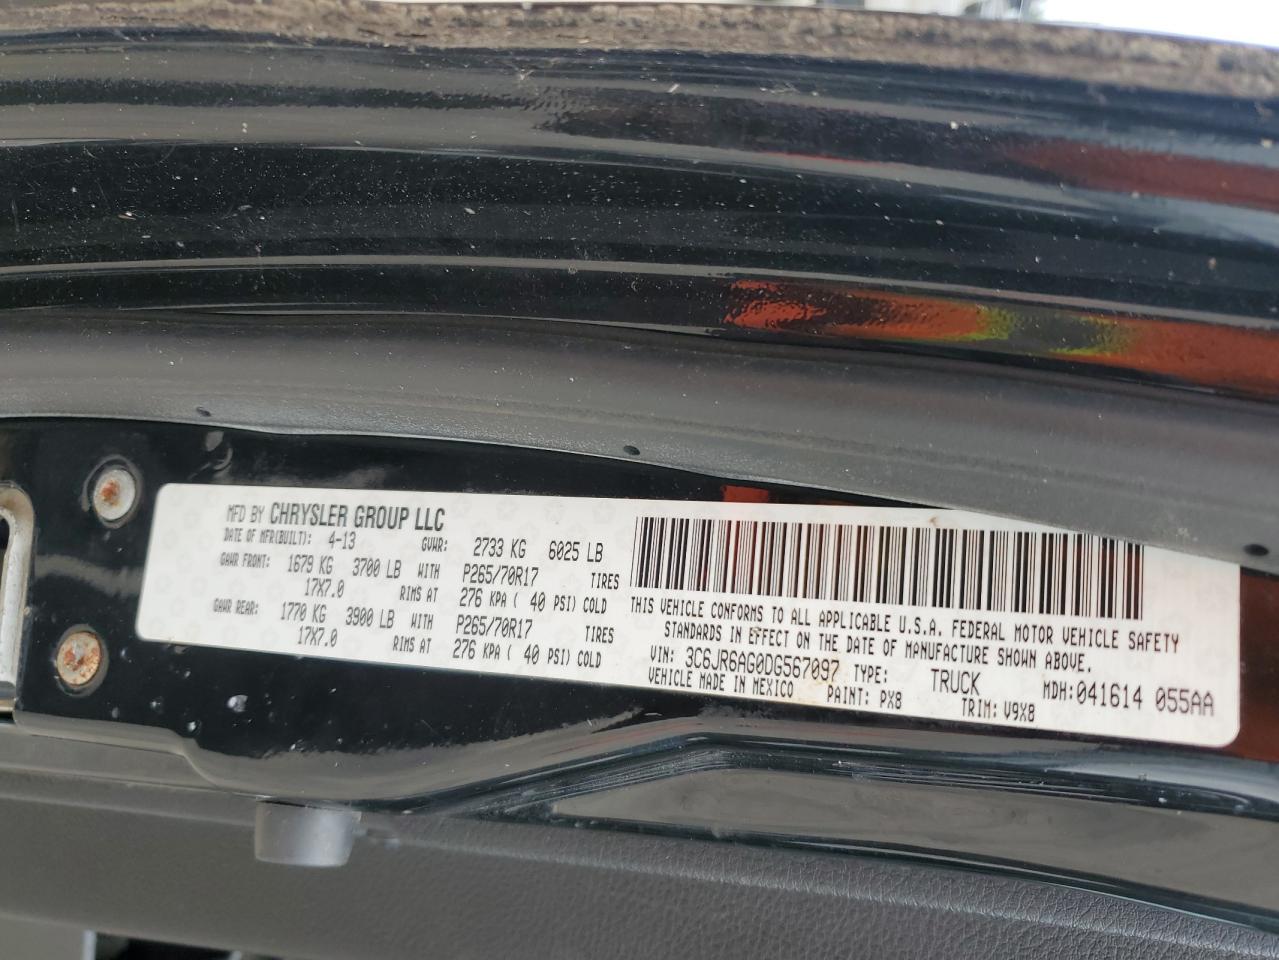 MFD BY CHRYSLER GROUP LLC
DATE OF MFR(BUILT): 4-13 GVWR: 2733 KG 6025 LB
GAWR FRONT: 1679 KG 3700 LB WITH P265/70R17 TIRES
17X7.0 RIMS AT 276 KPA ( 40 PSI) COLD
GAWR REAR: 1770 KG 3900 LB WITH P265/70R17 TIRES
17X7.0 RIMS AT 276 KPA ( 40 PSI) COLD
THIS VEHICLE CONFORMS TO ALL APPLICABLE U.S.A. FEDERAL MOTOR VEHICLE SAFETY
STANDARDS IN EFFECT ON THE DATE OF MANUFACTURE SHOWN ABOVE.
VIN: 3C6JR6AG0DG567097 TYPE: TRUCK MDH:041614 055AA
VEHICLE MADE IN MEXICO PAINT: PX8 TRIM: V9X8